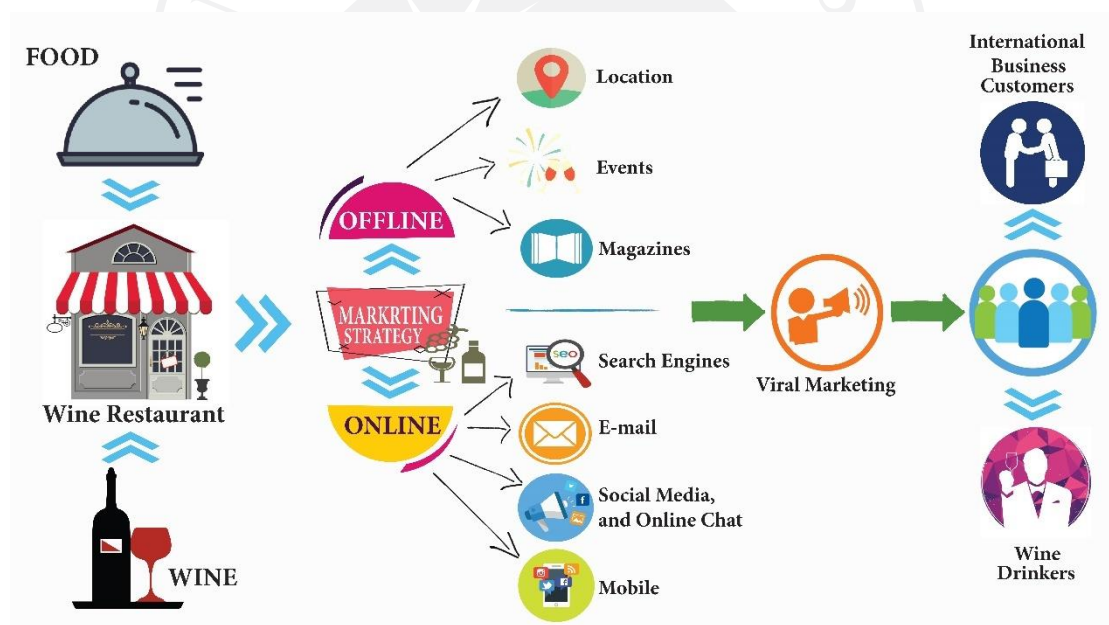 FOOD
Wine Restaurant
WINE
OFFLINE
MARKRTING
STRATEGY
ONLINE
Location
Events
Magazines
seo
Search Engines
E-mail
Social Media,
and Online Chat
Mobile
Viral Marketing
International
Business
Customers
Wine
Drinkers